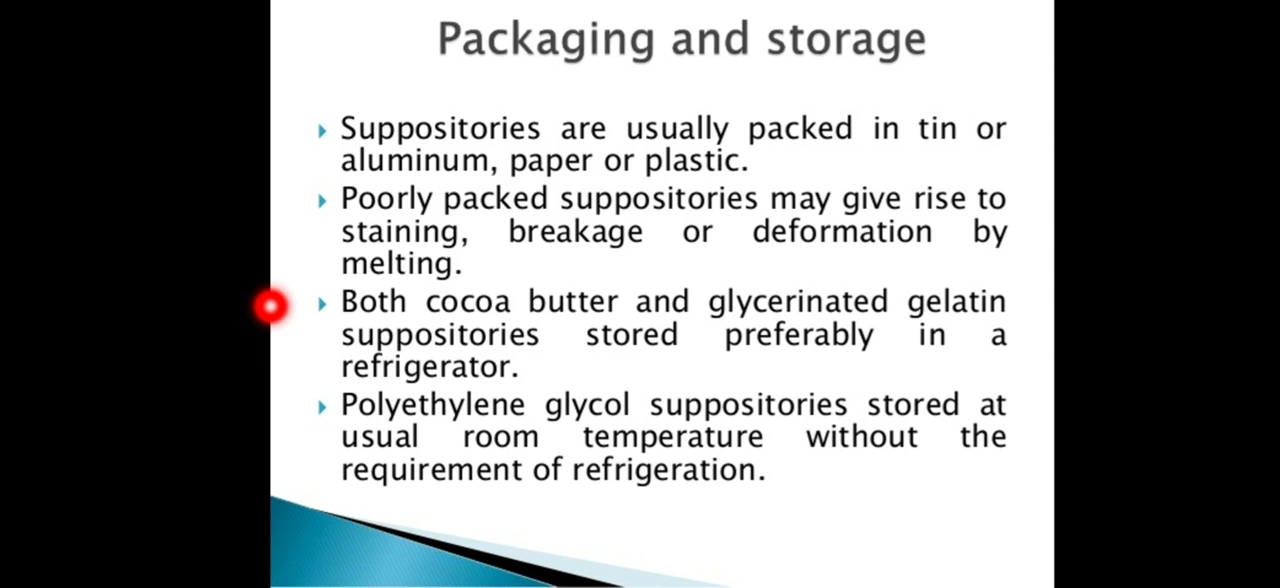 Packaging and storage
Suppositories are usually packed in tin or
aluminum, paper or plastic.
Poorly packed suppositories may give rise to
staining, breakage or deformation by
melting.
Both cocoa butter and glycerinated gelatin
suppositories stored preferably in a
refrigerator.
Polyethylene glycol suppositories stored at
usual room temperature without the
requirement of refrigeration.